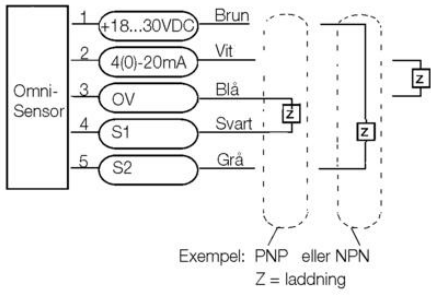 1 +18...30VDC Brun
2 4(0)-20mA Vit
Omni-
Sensor
3 OV Blå
4 S1 Svart
5 S2 Grå
Z
Z
Z
Exempel: PNP eller NPN
Z = laddning